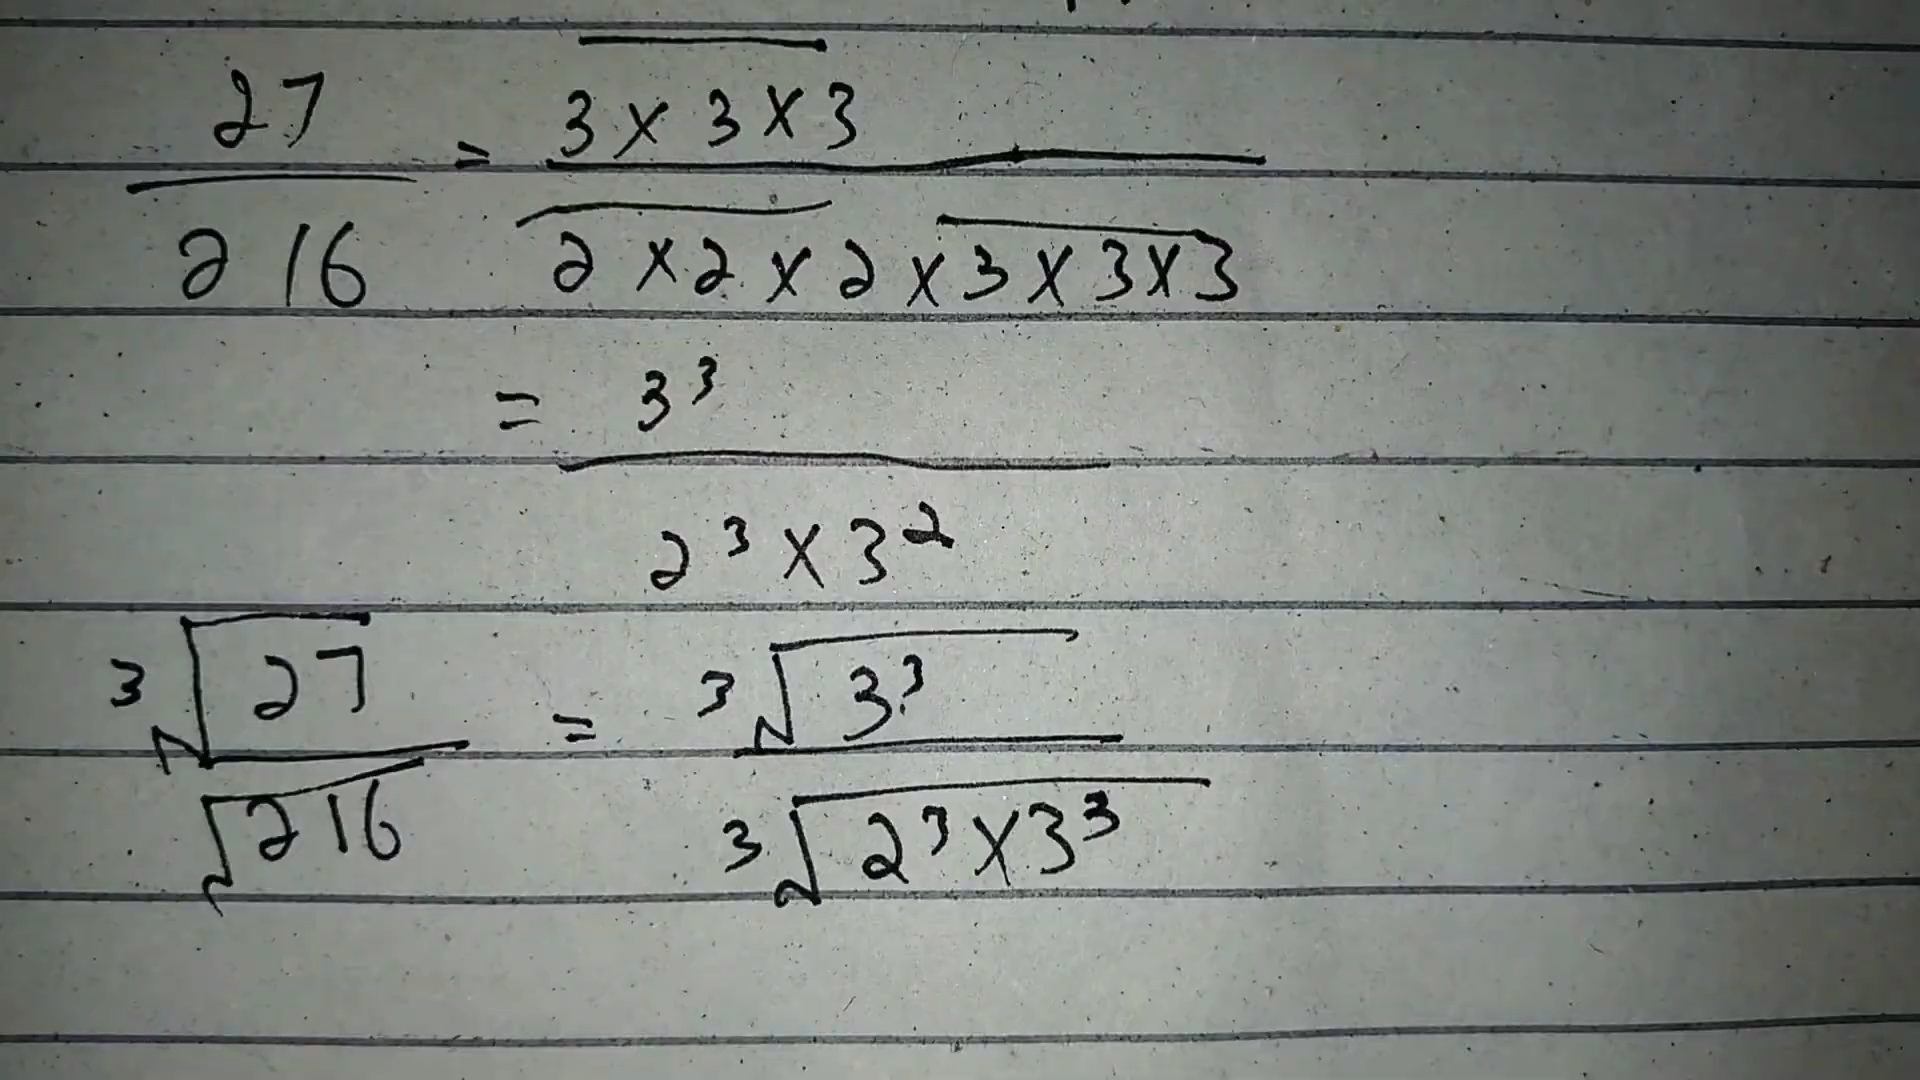 27 = 3 x 3 x 3
216 2 x 2 x 2 x 3 x 3 x 3
= 3³
2³ x 3²
³√27 = ³√3³
√216 ³√2³ x 3³